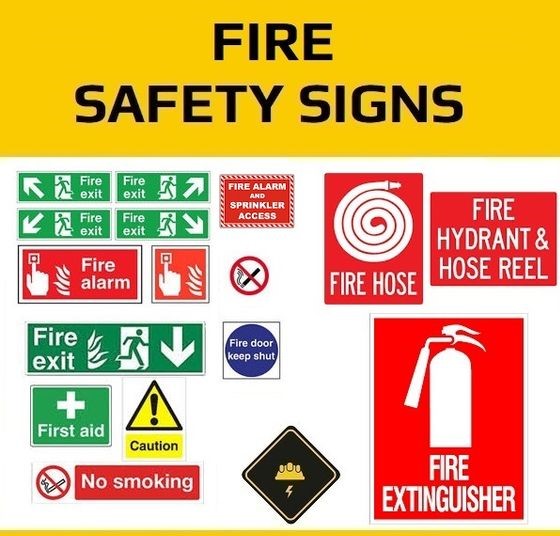 FIRE
SAFETY SIGNS
Fire
exit
Fire
exit
Fire
exit
Fire
exit
FIRE ALARM
AND
SPRINKLER
ACCESS
FIRE HOSE
FIRE
HYDRANT &
HOSE REEL
Fire
alarm
Fire
exit
Fire door
keep shut
First aid
Caution
No smoking
FIRE
EXTINGUISHER